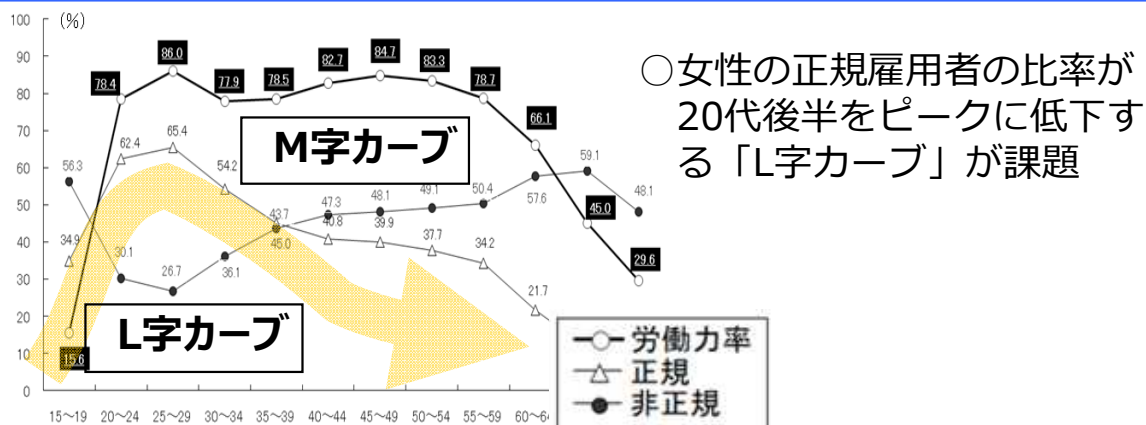 100 (%)
90
80
70
60
50
40
30
20
10
0
15.6 78.4 86.0 77.9 78.5 82.7 84.7 83.3 78.7 66.1 45.0 29.6
34.9 62.4 65.4 54.2 45.0 40.8 39.9 37.7 34.2 21.7
56.3 30.1 26.7 36.1 43.7 47.3 48.1 49.1 50.4 57.6 59.1 48.1
M字カーブ
L字カーブ
15～19 20～24 25～29 30～34 35～39 40～44 45～49 50～54 55～59 60～6
労働力率
正規
非正規
○女性の正規雇用者の比率が
20代後半をピークに低下す
る「L字カーブ」が課題